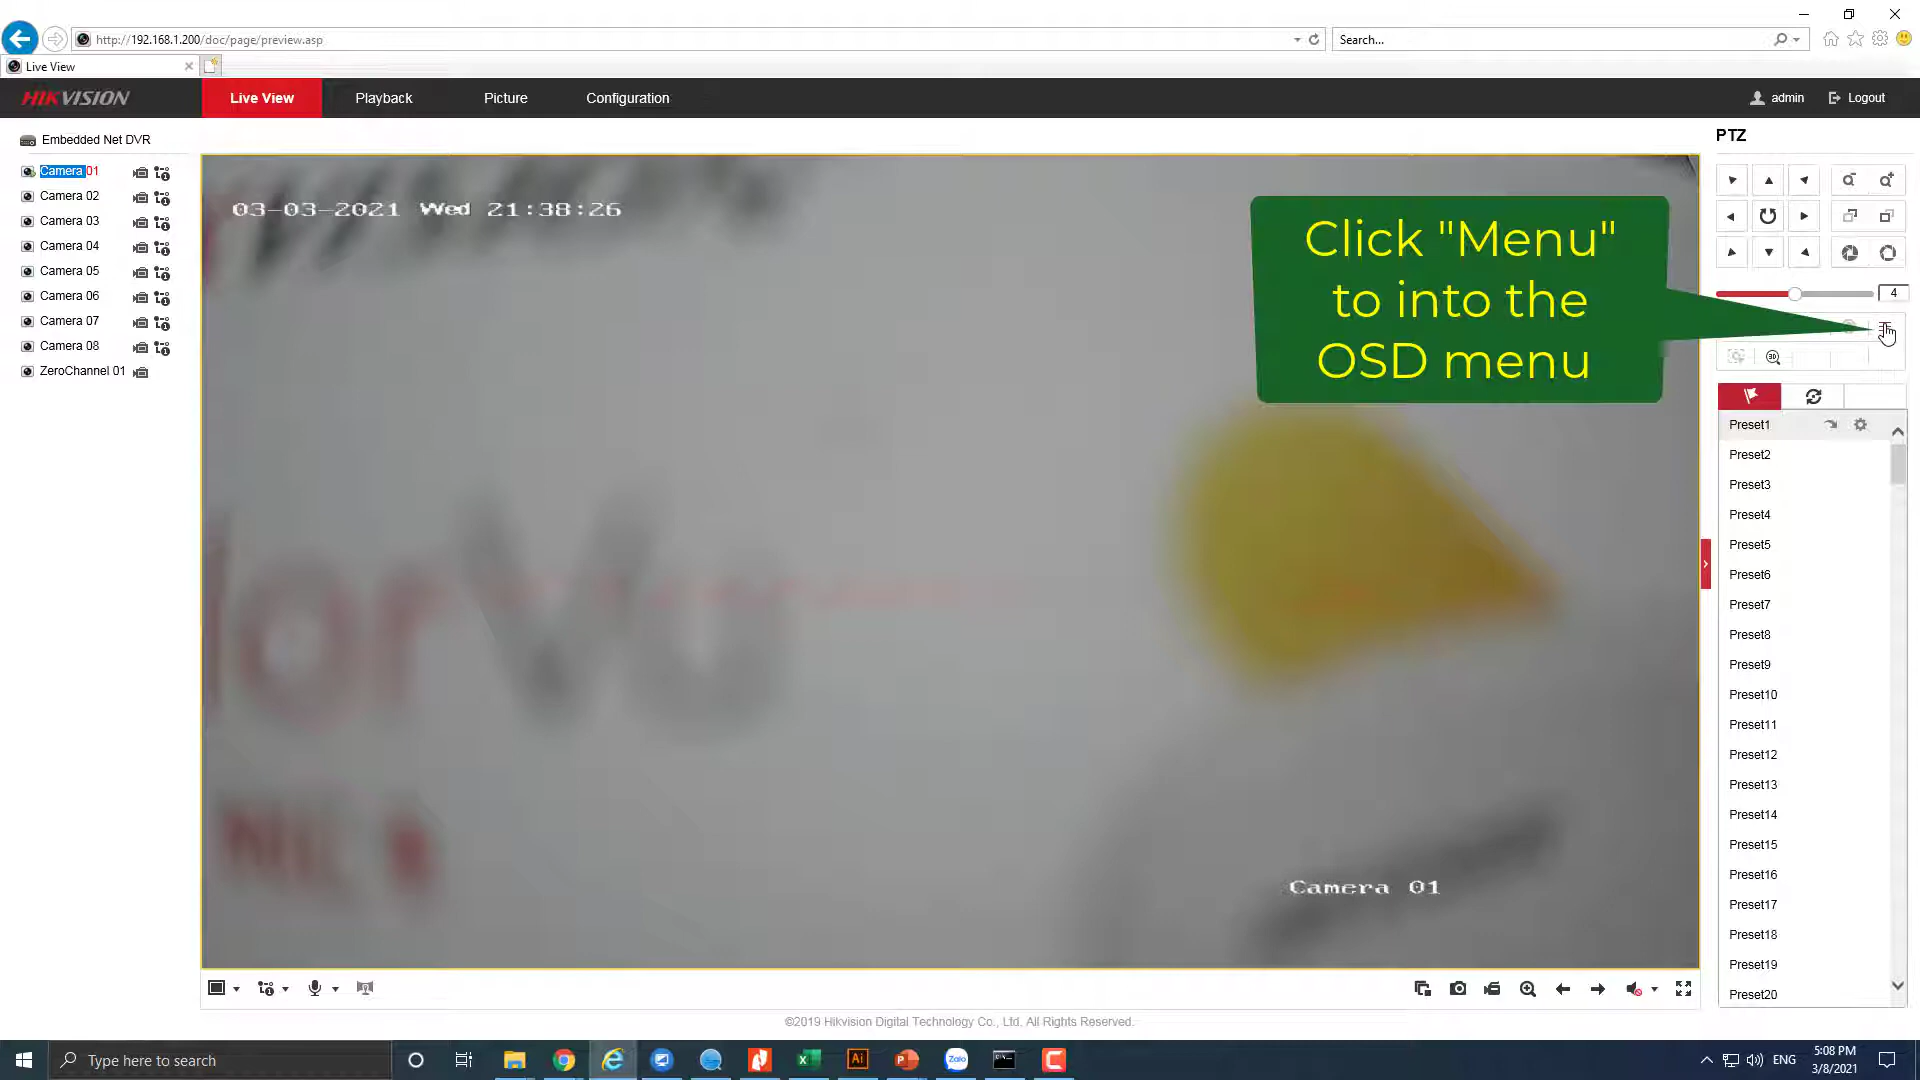 http://192.168.1.200/doc/page/preview.asp
Search...
Live View
HIKVISION
Live View
Playback
Picture
Configuration
admin
Logout
Embedded Net DVR
PTZ
Camera 01
Camera 02
Camera 03
Camera 04
Camera 05
Camera 06
Camera 07
Camera 08
ZeroChannel 01
03-03-2021 Wed 21:38:26
Click "Menu"
to into the
OSD menu
4
lorVu
Camera 01
Preset1
Preset2
Preset3
Preset4
Preset5
Preset6
Preset7
Preset8
Preset9
Preset10
Preset11
Preset12
Preset13
Preset14
Preset15
Preset16
Preset17
Preset18
Preset19
Preset20
©2019 Hikvision Digital Technology Co., Ltd. All Rights Reserved.
Type here to search
Ai
Zalo
ENG
5:08 PM
3/8/2021